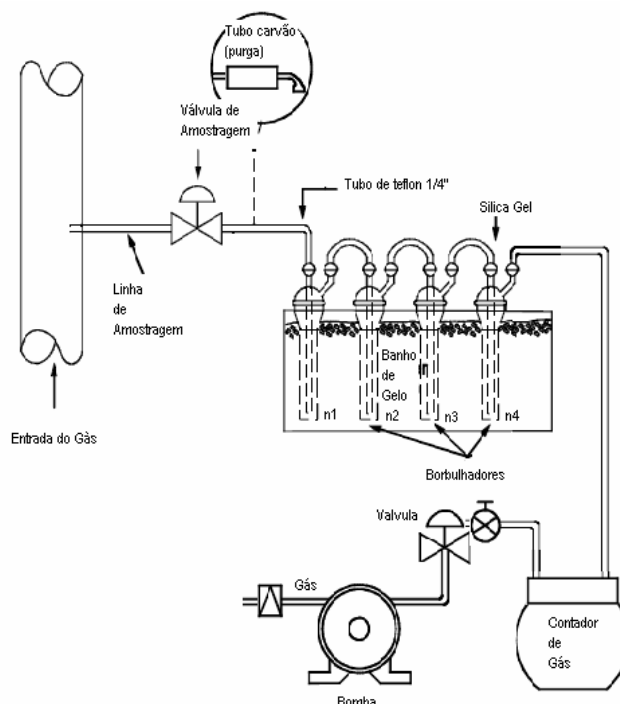 Tubo carvão
(purga)
Válvula de
Amostragem
Tubo de teflon 1/4"
Silica Gel
Linha
de
Amostragem
Banho
de
Gelo
n1
n2
n3
n4
Entrada do Gàs
Borbulhadores
Valvula
Gás
Contador
de
Gás
Bomba